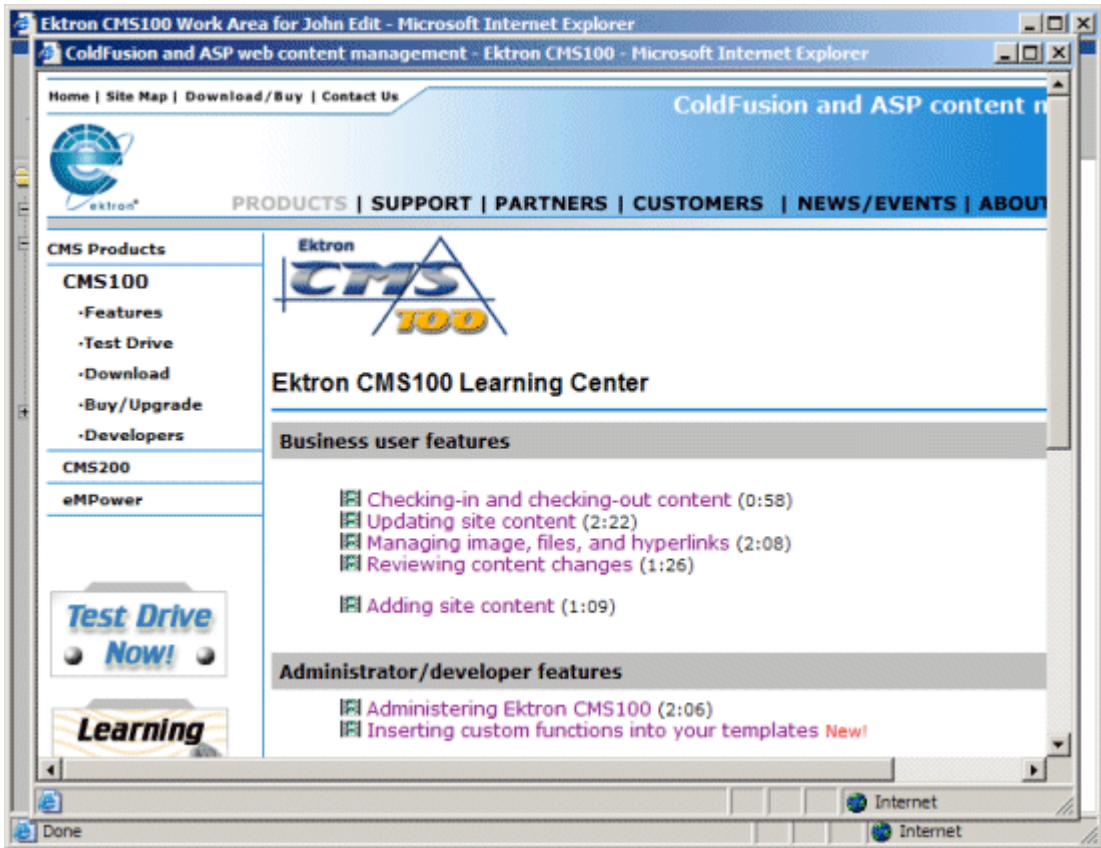 Ektron CMS100 Work Area for John Edit - Microsoft Internet Explorer
ColdFusion and ASP web content management - Ektron CMS100 - Microsoft Internet Explorer
Home | Site Map | Download/Buy | Contact Us
ColdFusion and ASP content m
ektron
PRODUCTS | SUPPORT | PARTNERS | CUSTOMERS | NEWS/EVENTS | ABOUT
CMS Products
CMS100
·Features
·Test Drive
·Download
·Buy/Upgrade
·Developers
CMS200
eMPower
Test Drive
Now!
Learning
Ektron
CMS
100
Ektron CMS100 Learning Center
Business user features
Checking-in and checking-out content (0:58)
Updating site content (2:22)
Managing image, files, and hyperlinks (2:08)
Reviewing content changes (1:26)
Adding site content (1:09)
Administrator/developer features
Administering Ektron CMS100 (2:06)
Inserting custom functions into your templates New!
Internet
Done
Internet